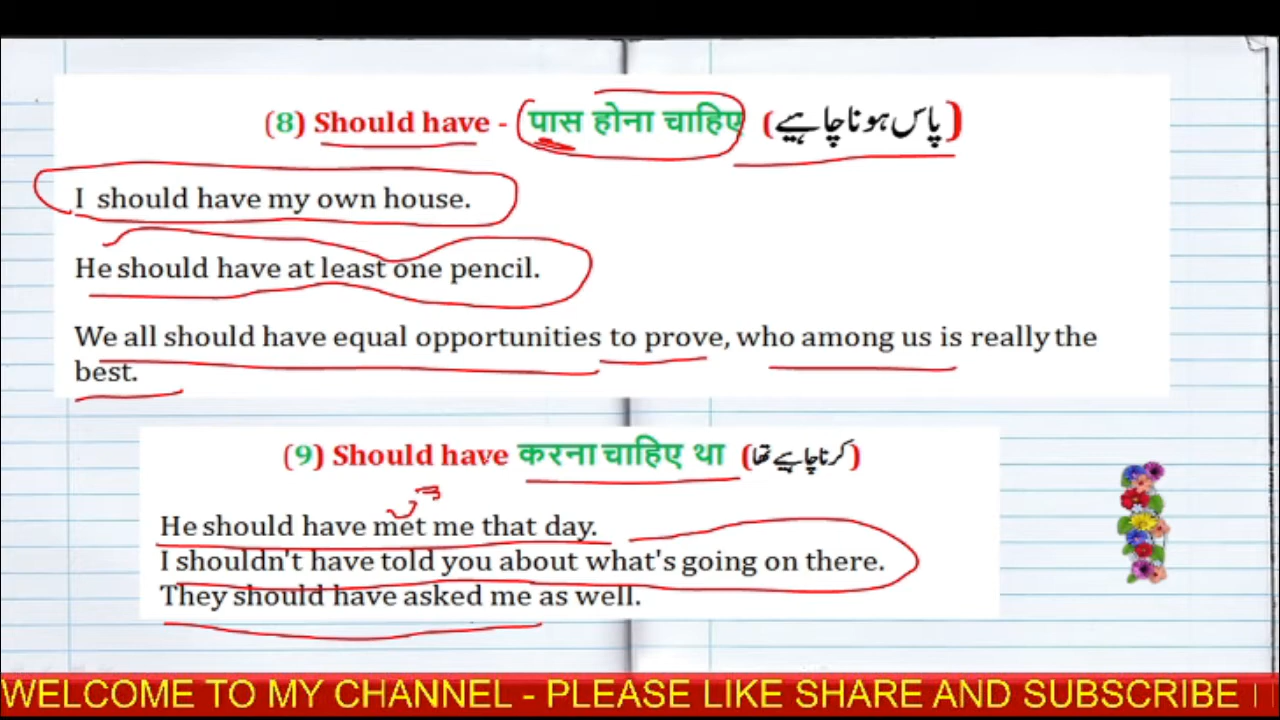 (8) Should have - पास होना चाहिए (پاس ہونا چاہیے)
I should have my own house.
He should have at least one pencil.
We all should have equal opportunities to prove, who among us is really the
best.
(9) Should have करना चाहिए था (کرنا چاہیے تھا)
He should have met me that day.
I shouldn't have told you about what's going on there.
They should have asked me as well.
WELCOME TO MY CHANNEL - PLEASE LIKE SHARE AND SUBSCRIBE